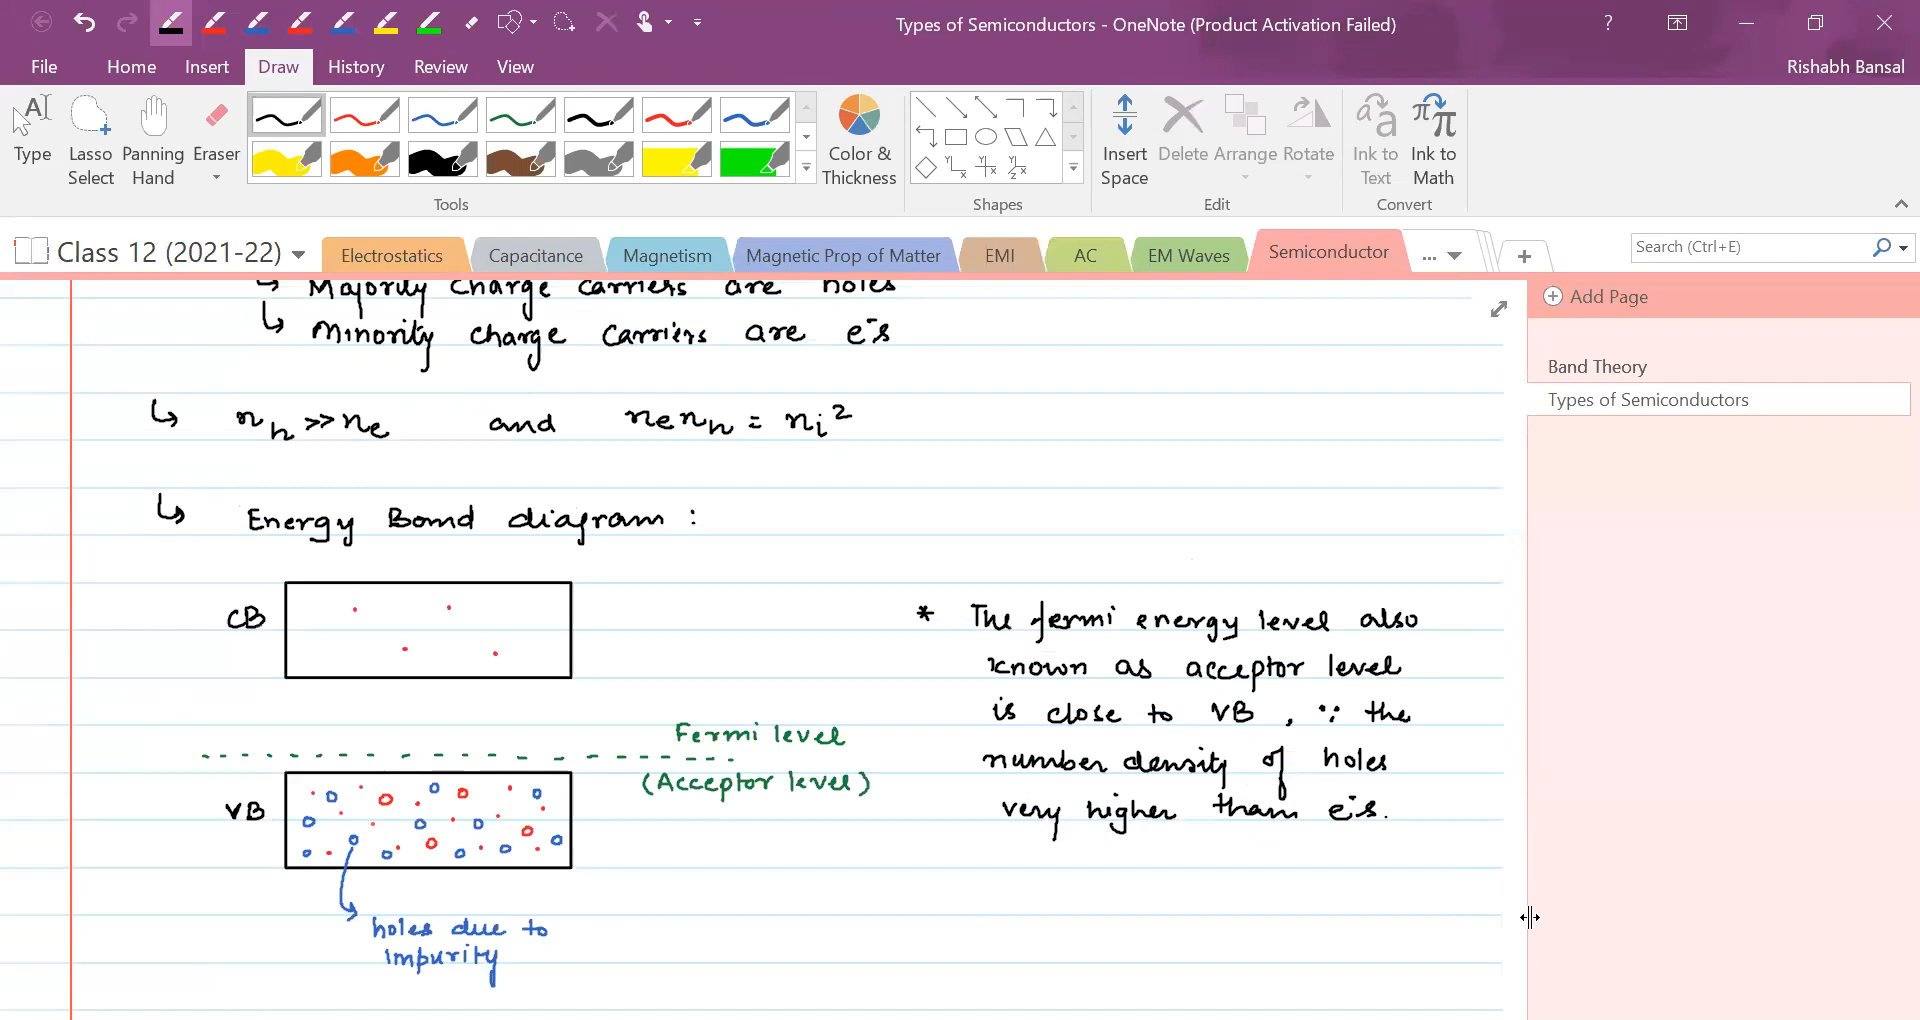 Types of Semiconductors - OneNote (Product Activation Failed)
?
File Home Insert Draw History Review View
Rishabh Bansal
Type
Lasso Select
Panning Hand
Eraser
Color & Thickness
Insert Space
Delete
Arrange
Rotate
Ink to Text
Ink to Math
Tools
Shapes
Edit
Convert
Class 12 (2021-22)
Electrostatics
Capacitance
Magnetism
Magnetic Prop of Matter
EMI
AC
EM Waves
Semiconductor
...
Search (Ctrl+E)
Add Page
Band Theory
Types of Semiconductors
↳ Majority charge carriers are holes
↳ Minority charge carriers are e⁻s
↳ n_h >> n_e and n_e n_h = n_i²
↳ Energy Band diagram :
CB
Fermi level
(Acceptor level)
VB
holes due to
impurity
* The fermi energy level also
known as acceptor level
is close to VB, ∵ the
number density of holes
very higher than e⁻s.